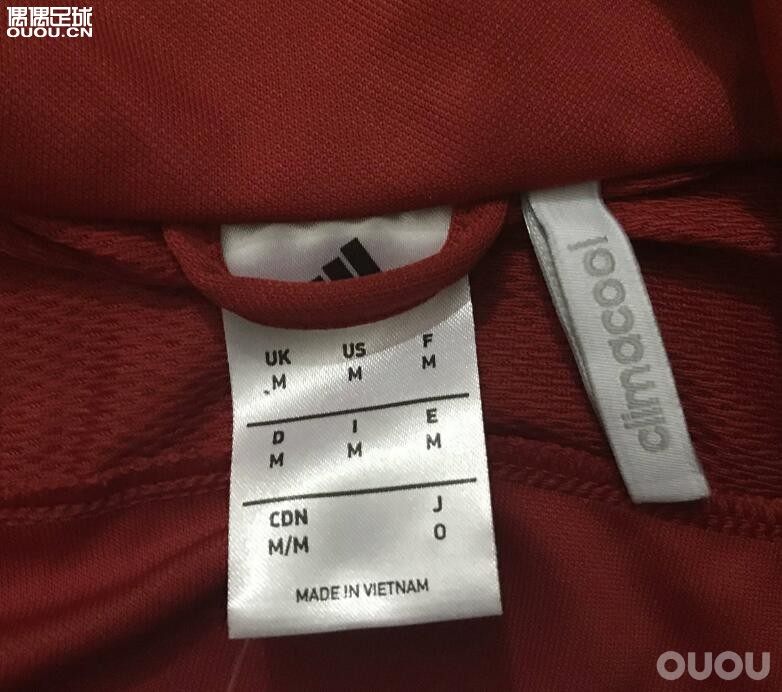 偶偶足球
OUOU.CN
UK US F
M M M
D I E
M M M
CDN J
M/M O
MADE IN VIETNAM
climacool
OUOU